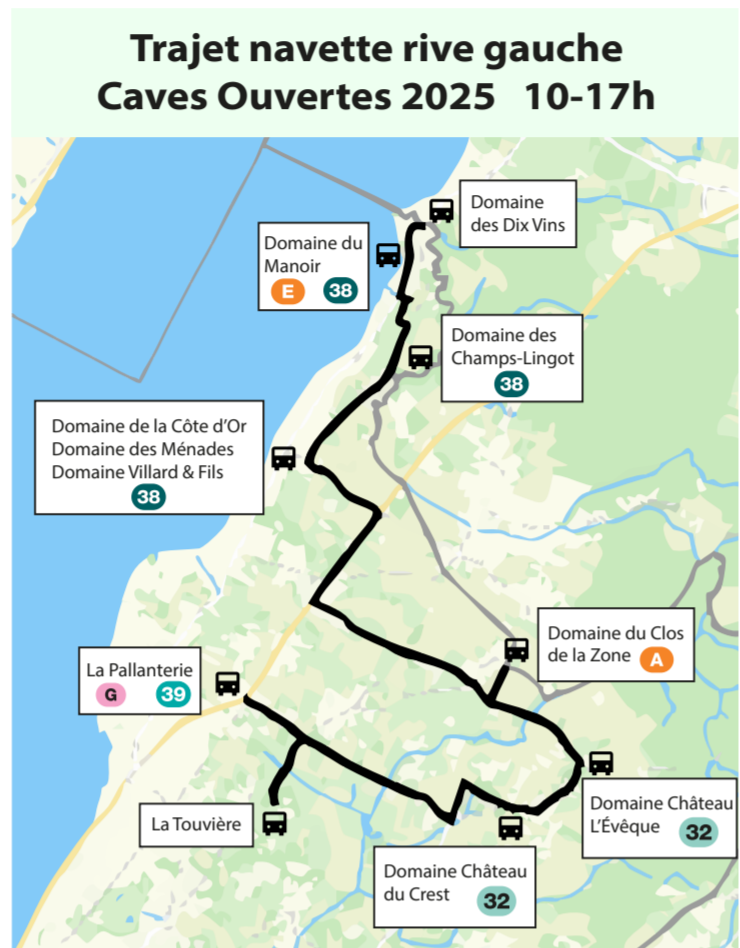 Trajet navette rive gauche
Caves Ouvertes 2025 10-17h
Domaine
des Dix Vins
Domaine du
Manoir
E 38
Domaine des
Champs-Lingot
38
Domaine de la Côte d'Or
Domaine des Ménades
Domaine Villard & Fils
38
Domaine du Clos
de la Zone A
La Pallanterie
G 39
Domaine Château
L'Évêque 32
La Touvière
Domaine Château
du Crest 32